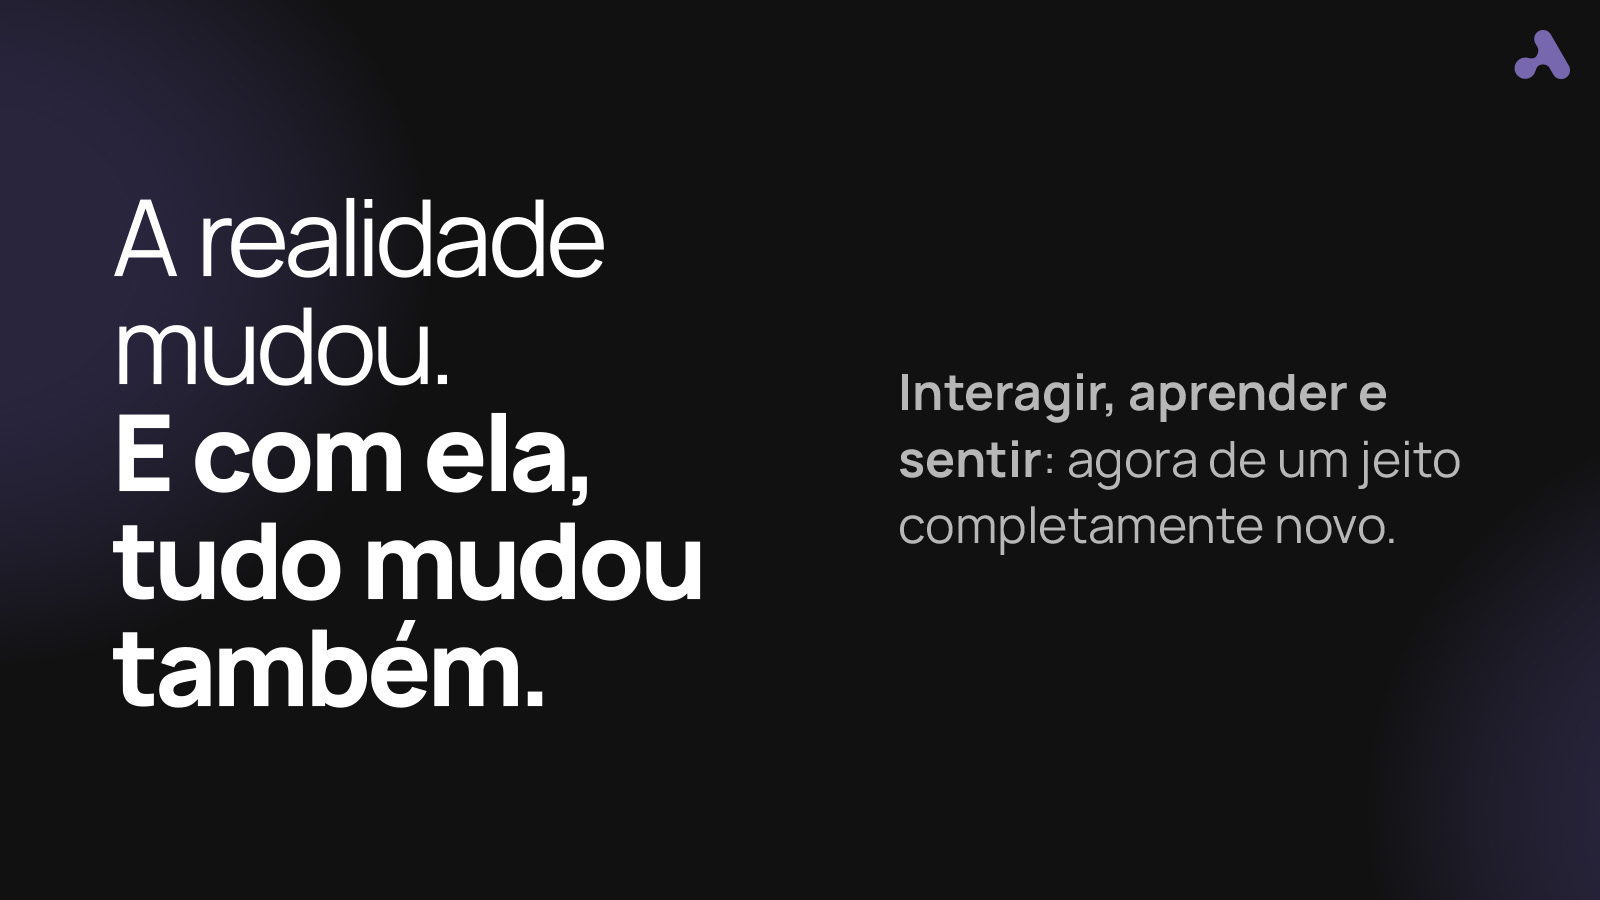 A realidade
mudou.
E com ela,
tudo mudou
também.
Interagir, aprender e
sentir: agora de um jeito
completamente novo.